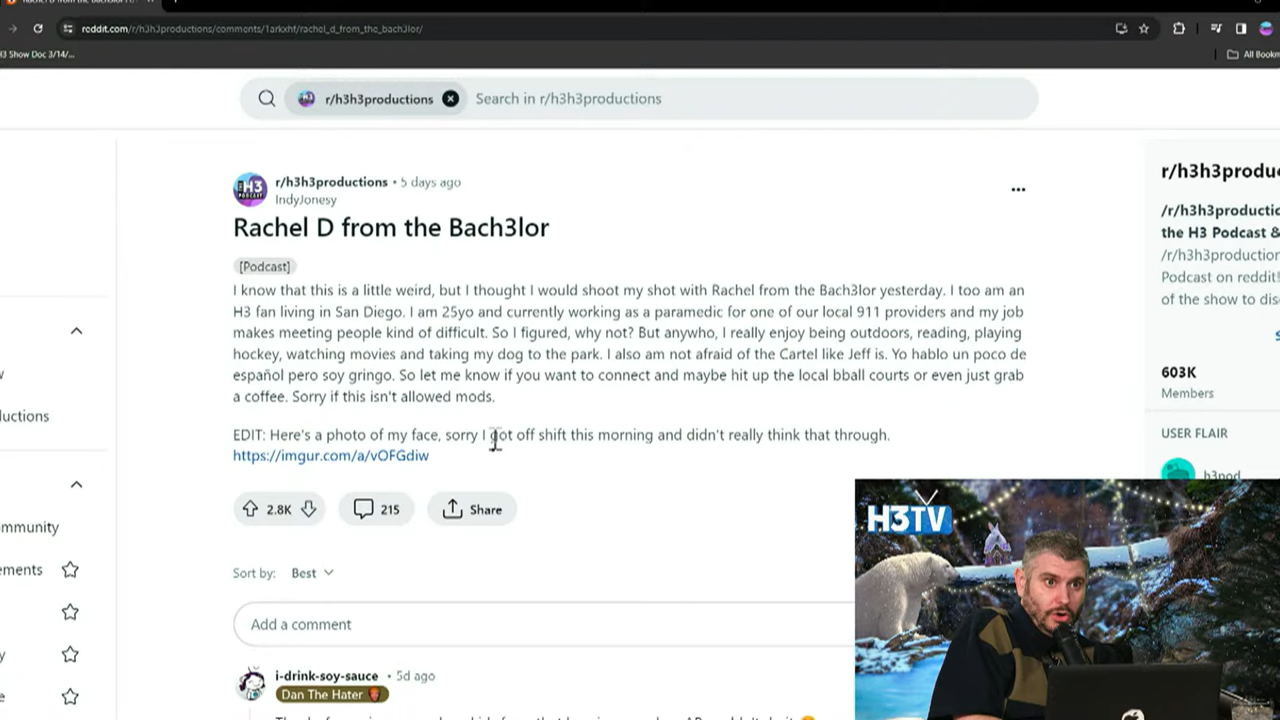 reddit.com/r/h3h3productions/comments/1arkxhf/rachel_d_from_the_bach3lor/
H3 Show Doc 3/14/...
All Bookm
r/h3h3productions
Search in r/h3h3productions
r/h3h3productions • 5 days ago
IndyJonesy
Rachel D from the Bach3lor
[Podcast]
I know that this is a little weird, but I thought I would shoot my shot with Rachel from the Bach3lor yesterday. I too am an
H3 fan living in San Diego. I am 25yo and currently working as a paramedic for one of our local 911 providers and my job
makes meeting people kind of difficult. So I figured, why not? But anywho, I really enjoy being outdoors, reading, playing
hockey, watching movies and taking my dog to the park. I also am not afraid of the Cartel like Jeff is. Yo hablo un poco de
español pero soy gringo. So let me know if you want to connect and maybe hit up the local bball courts or even just grab
a coffee. Sorry if this isn't allowed mods.
EDIT: Here's a photo of my face, sorry I got off shift this morning and didn't really think that through.
https://imgur.com/a/vOFGdiw
2.8K
215
Share
Sort by: Best
Add a comment
i-drink-soy-sauce • 5d ago
Dan The Hater
r/h3h3produ
/r/h3h3productio
the H3 Podcast &
/r/h3h3production
Podcast on reddit!
of the show to dis
603K
Members
USER FLAIR
h3pod
uctions
mmunity
ements
H3TV
H3
PODCAST